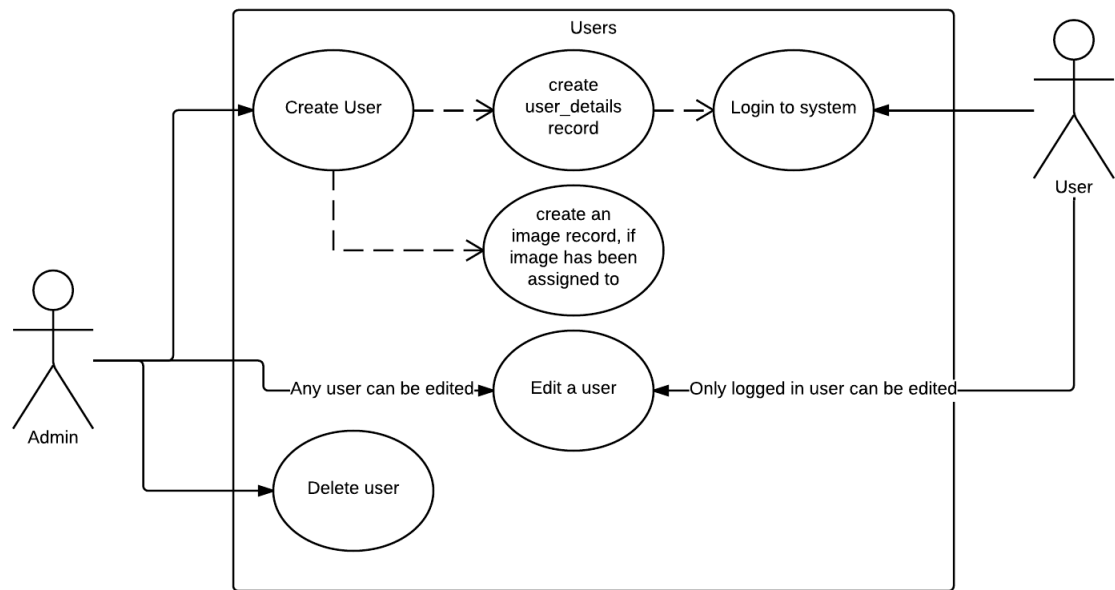 Users
Create User
create
user_details
record
Login to system
User
create an
image record, if
image has been
assigned to
Any user can be edited
Edit a user
Only logged in user can be edited
Admin
Delete user